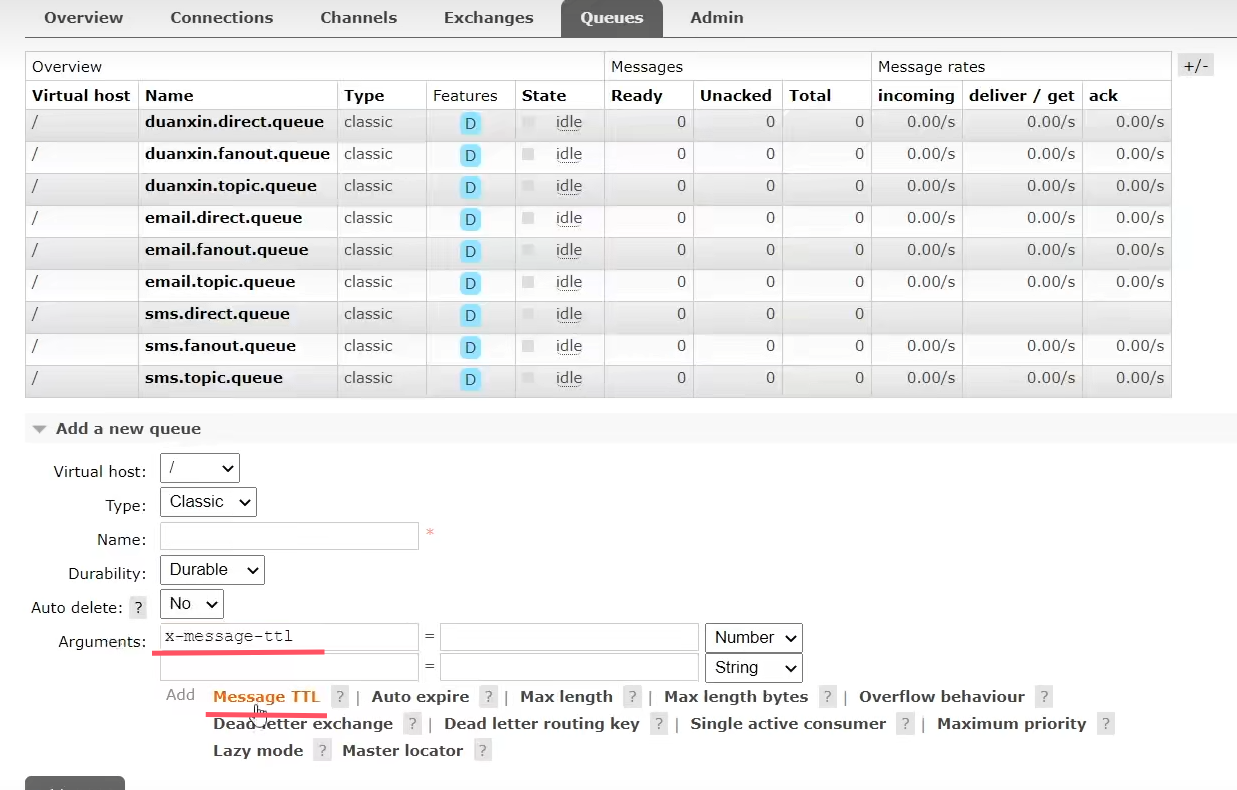 Overview Connections Channels Exchanges Queues Admin
Overview Messages Message rates +/-
Virtual host Name Type Features State Ready Unacked Total incoming deliver / get ack
/ duanxin.direct.queue classic D idle 0 0 0 0.00/s 0.00/s 0.00/s
/ duanxin.fanout.queue classic D idle 0 0 0 0.00/s 0.00/s 0.00/s
/ duanxin.topic.queue classic D idle 0 0 0 0.00/s 0.00/s 0.00/s
/ email.direct.queue classic D idle 0 0 0 0.00/s 0.00/s 0.00/s
/ email.fanout.queue classic D idle 0 0 0 0.00/s 0.00/s 0.00/s
/ email.topic.queue classic D idle 0 0 0 0.00/s 0.00/s 0.00/s
/ sms.direct.queue classic D idle 0 0 0
/ sms.fanout.queue classic D idle 0 0 0 0.00/s 0.00/s 0.00/s
/ sms.topic.queue classic D idle 0 0 0 0.00/s 0.00/s 0.00/s
Add a new queue
Virtual host: /
Type: Classic
Name: *
Durability: Durable
Auto delete: ? No
Arguments: x-message-ttl = Number
= String
Add Message TTL ? | Auto expire ? | Max length ? | Max length bytes ? | Overflow behaviour ?
Dead letter exchange ? | Dead letter routing key ? | Single active consumer ? | Maximum priority ?
Lazy mode ? Master locator ?